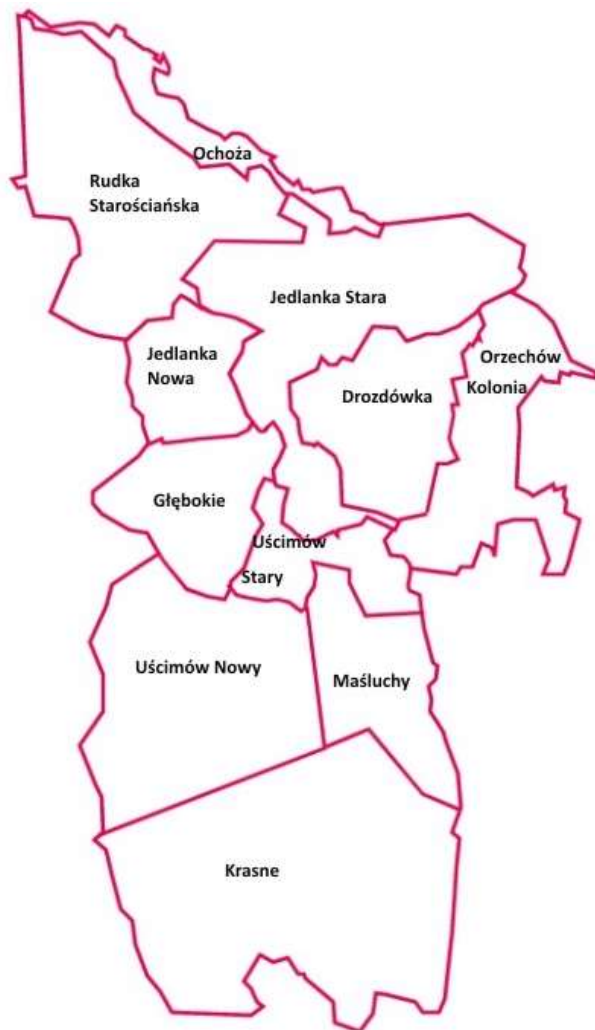 Ochoża
Rudka
Starościańska
Jedlanka Stara
Jedlanka
Nowa
Orzechów
Kolonia
Drozdówka
Głębokie
Uścimów
Stary
Uścimów Nowy
Maśluchy
Krasne